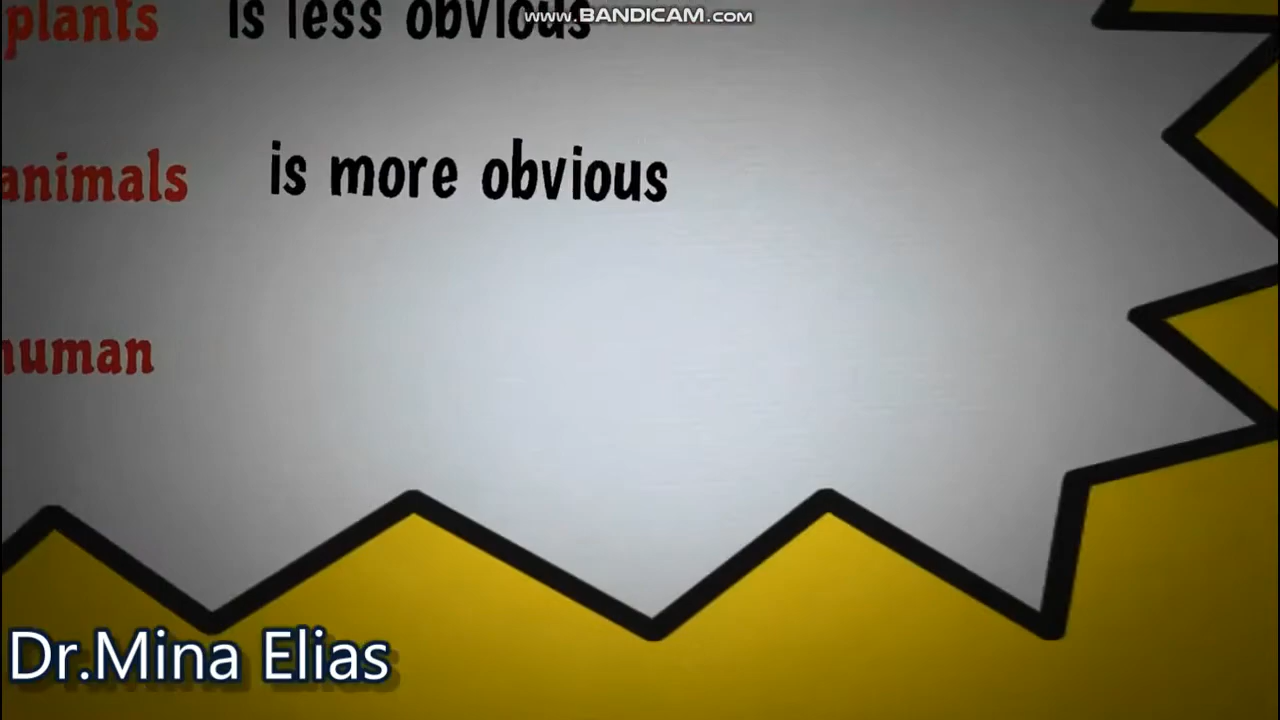 www.BANDICAM.com
plants is less obvious
animals is more obvious
human
Dr.Mina Elias